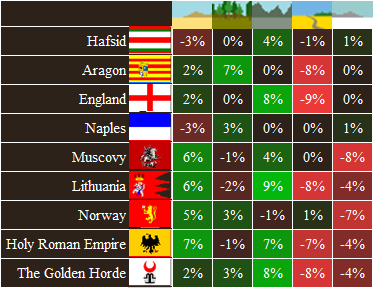 Hafsid -3% 0% 4% -1% 1%
Aragon 2% 7% 0% -8% 0%
England 2% 0% 8% -9% 0%
Naples -3% 3% 0% 0% 1%
Muscovy 6% -1% 4% 0% -8%
Lithuania 6% -2% 9% -8% -4%
Norway 5% 3% -1% 1% -7%
Holy Roman Empire 7% -1% 7% -7% -4%
The Golden Horde 2% 3% 8% -8% -4%